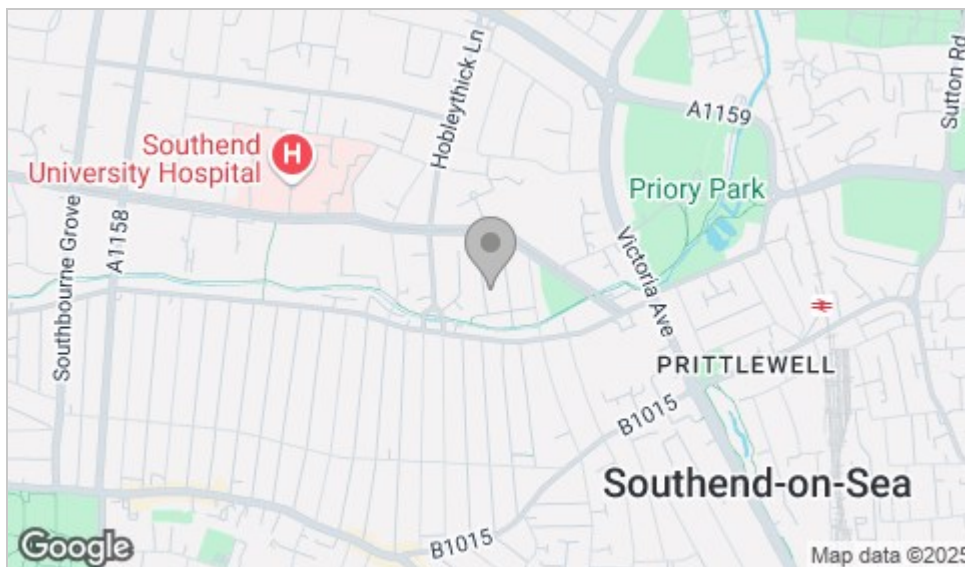 Hobleythick Ln
Sutton Rd
A1159
Southend
University Hospital
H
Priory Park
Southbourne Grove
A1158
Victoria Ave
PRITTLEWELL
B1015
Southend-on-Sea
B1015
Google
Map data ©2025